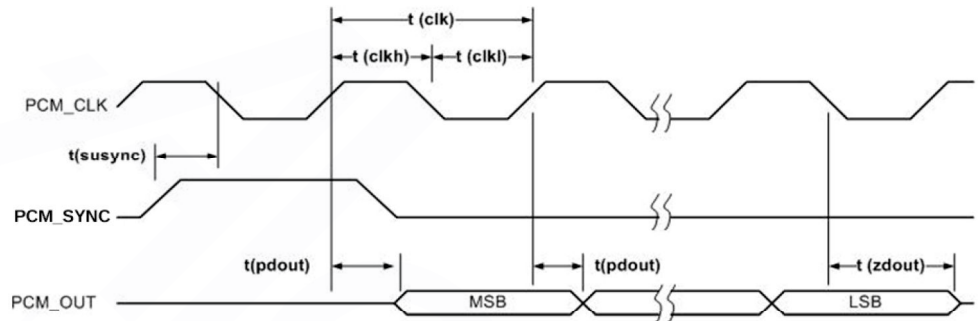 t (clk)
t (clkh)
t (clkl)
PCM_CLK
t(susync)
PCM_SYNC
t(pdout)
t(pdout)
t (zdout)
PCM_OUT
MSB
LSB